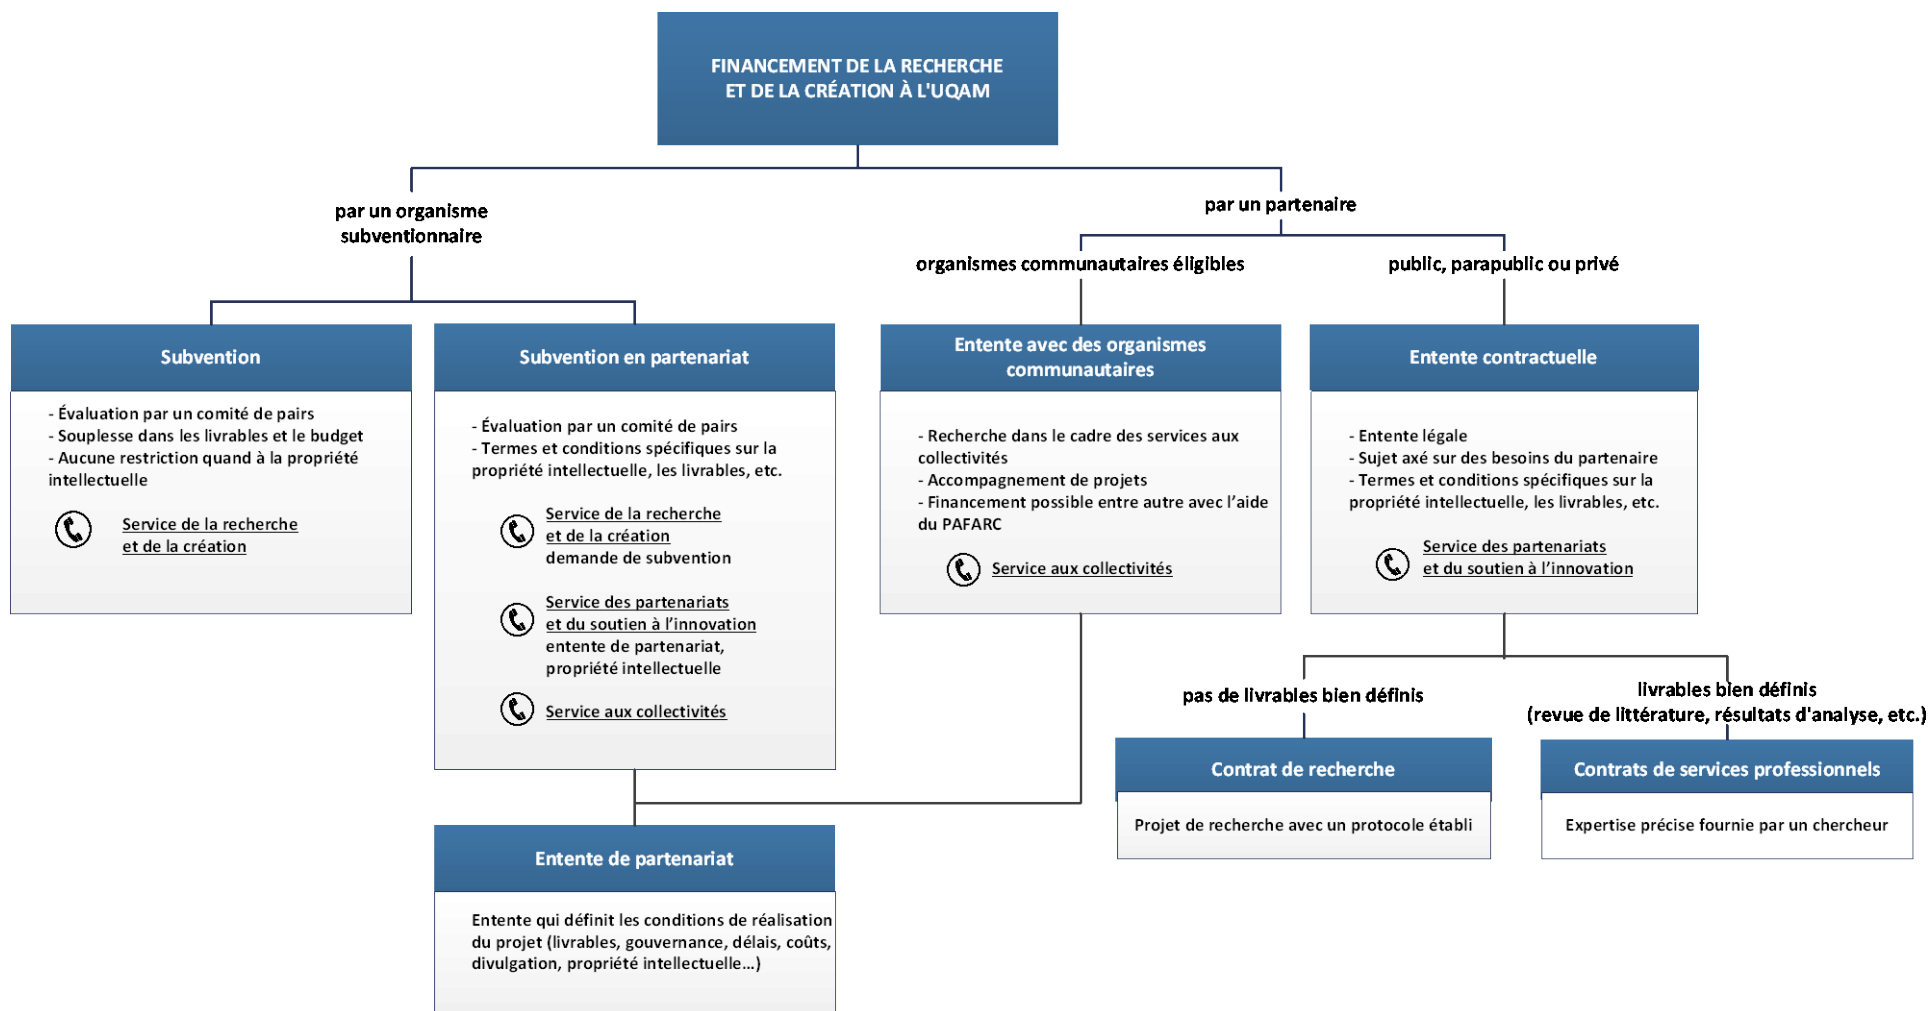 FINANCEMENT DE LA RECHERCHE
ET DE LA CRÉATION À L'UQAM
par un organisme
subventionnaire
par un partenaire
organismes communautaires éligibles
public, parapublic ou privé
Subvention
- Évaluation par un comité de pairs
- Souplesse dans les livrables et le budget
- Aucune restriction quand à la propriété
intellectuelle
Service de la recherche
et de la création
Subvention en partenariat
- Évaluation par un comité de pairs
- Termes et conditions spécifiques sur la
propriété intellectuelle, les livrables, etc.
Service de la recherche
et de la création
demande de subvention
Service des partenariats
et du soutien à l’innovation
entente de partenariat,
propriété intellectuelle
Service aux collectivités
Entente avec des organismes
communautaires
- Recherche dans le cadre des services aux
collectivités
- Accompagnement de projets
- Financement possible entre autre avec l’aide
du PAFARC
Service aux collectivités
Entente contractuelle
- Entente légale
- Sujet axé sur des besoins du partenaire
- Termes et conditions spécifiques sur la
propriété intellectuelle, les livrables, etc.
Service des partenariats
et du soutien à l’innovation
pas de livrables bien définis
livrables bien définis
(revue de littérature, résultats d'analyse, etc.)
Contrat de recherche
Projet de recherche avec un protocole établi
Contrats de services professionnels
Expertise précise fournie par un chercheur
Entente de partenariat
Entente qui définit les conditions de réalisation
du projet (livrables, gouvernance, délais, coûts,
divulgation, propriété intellectuelle…)